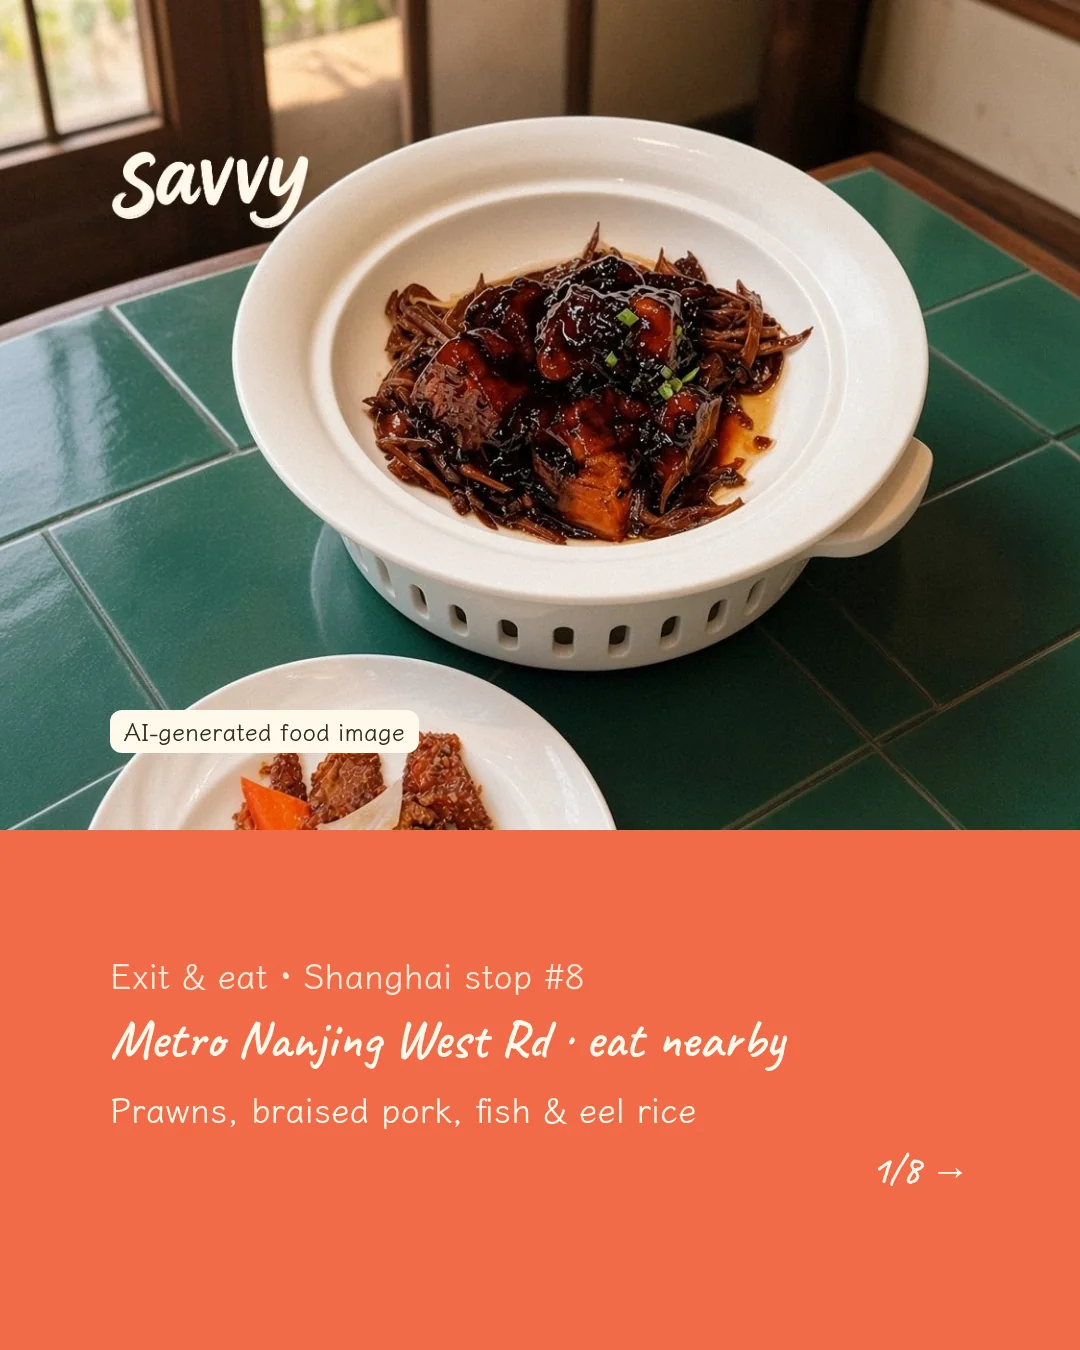 Savvy
AI-generated food image
Exit & eat • Shanghai stop #8
Metro Nanjing West Rd · eat nearby
Prawns, braised pork, fish & eel rice
1/8 →